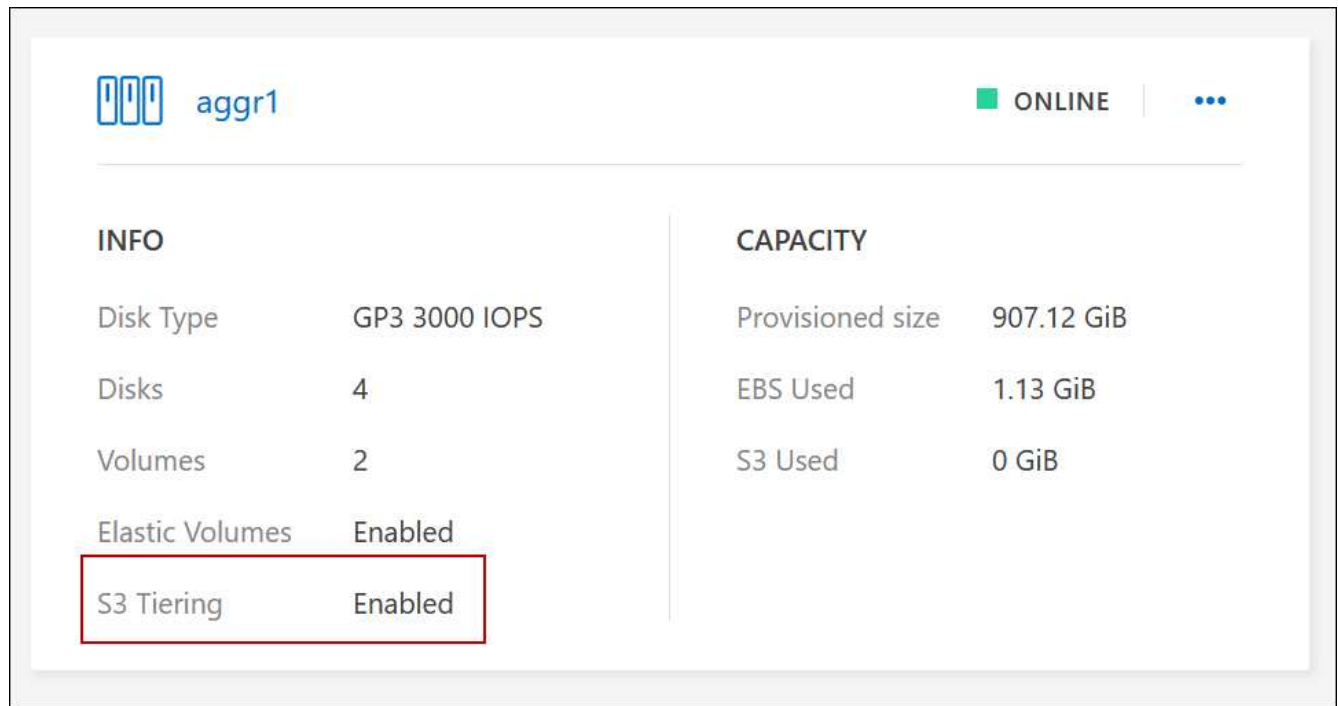 aggr1
ONLINE
INFO
Disk Type GP3 3000 IOPS
Disks 4
Volumes 2
Elastic Volumes Enabled
S3 Tiering Enabled
CAPACITY
Provisioned size 907.12 GiB
EBS Used 1.13 GiB
S3 Used 0 GiB